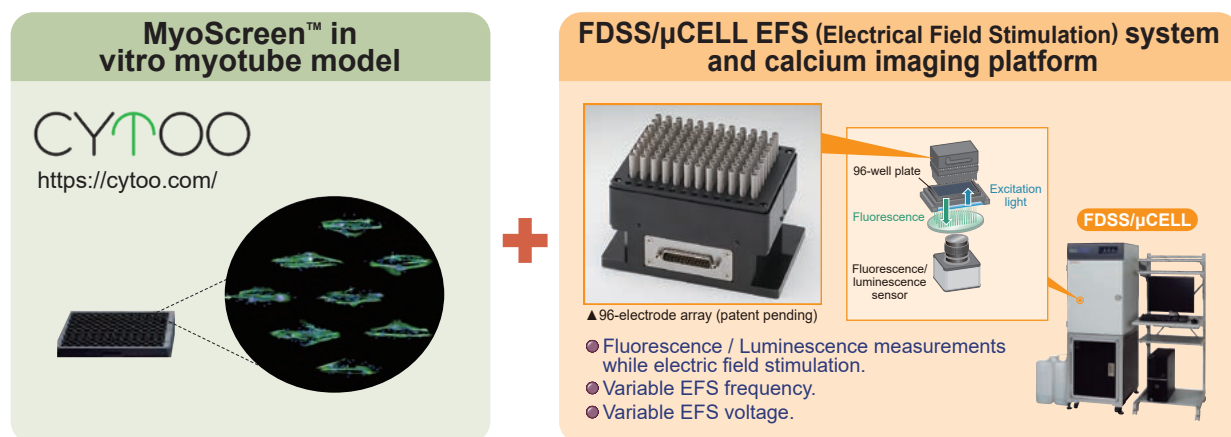 MyoScreen™ in
vitro myotube model
CYTOO
https://cytoo.com/
FDSS/µCELL EFS (Electrical Field Stimulation) system
and calcium imaging platform
96-well plate
Excitation
light
Fluorescence
Fluorescence/
luminescence
sensor
FDSS/µCELL
▲96-electrode array (patent pending)
Fluorescence / Luminescence measurements
while electric field stimulation.
Variable EFS frequency.
Variable EFS voltage.